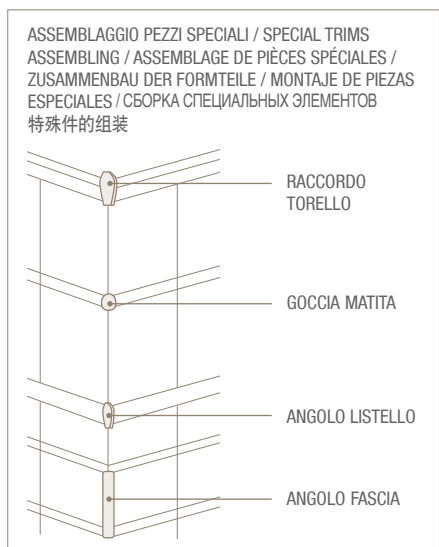 ASSEMBLAGGIO PEZZI SPECIALI / SPECIAL TRIMS
ASSEMBLING / ASSEMBLAGE DE PIÈCES SPÉCIALES /
ZUSAMMENBAU DER FORMTEILE / MONTAJE DE PIEZAS
ESPECIALES / СБОРКА СПЕЦИАЛЬНЫХ ЭЛЕМЕНТОВ
特殊件的组装
RACCORDO
TORELLO
GOCCIA MATITA
ANGOLO LISTELLO
ANGOLO FASCIA